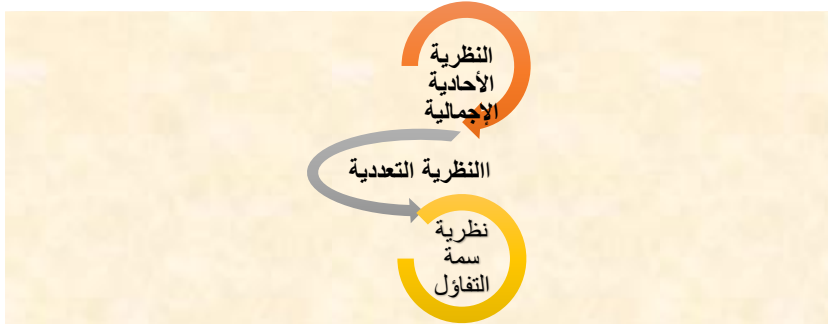 النظرية
الأحادية
الإجمالية
االنظرية التعددية
نظرية
سمة
التفاؤل